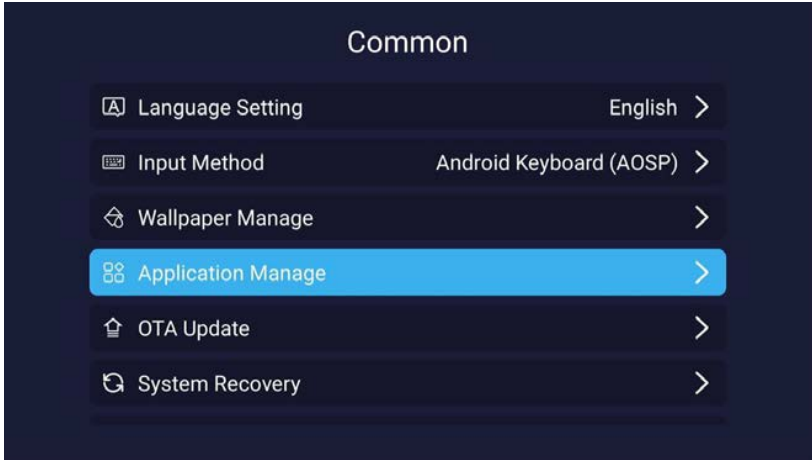 Common
Language Setting English
Input Method Android Keyboard (AOSP)
Wallpaper Manage
Application Manage
OTA Update
System Recovery